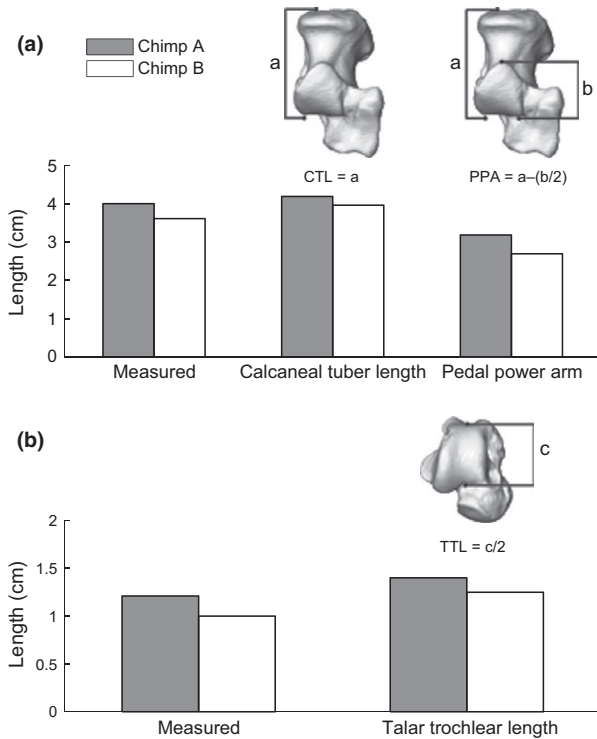 (a)
Chimp A
Chimp B
a
a
b
CTL = a
PPA = a–(b/2)
5
4
3
2
1
0
Length (cm)
Measured
Calcaneal tuber length
Pedal power arm
(b)
c
TTL = c/2
2
1.5
1
0.5
0
Length (cm)
Measured
Talar trochlear length